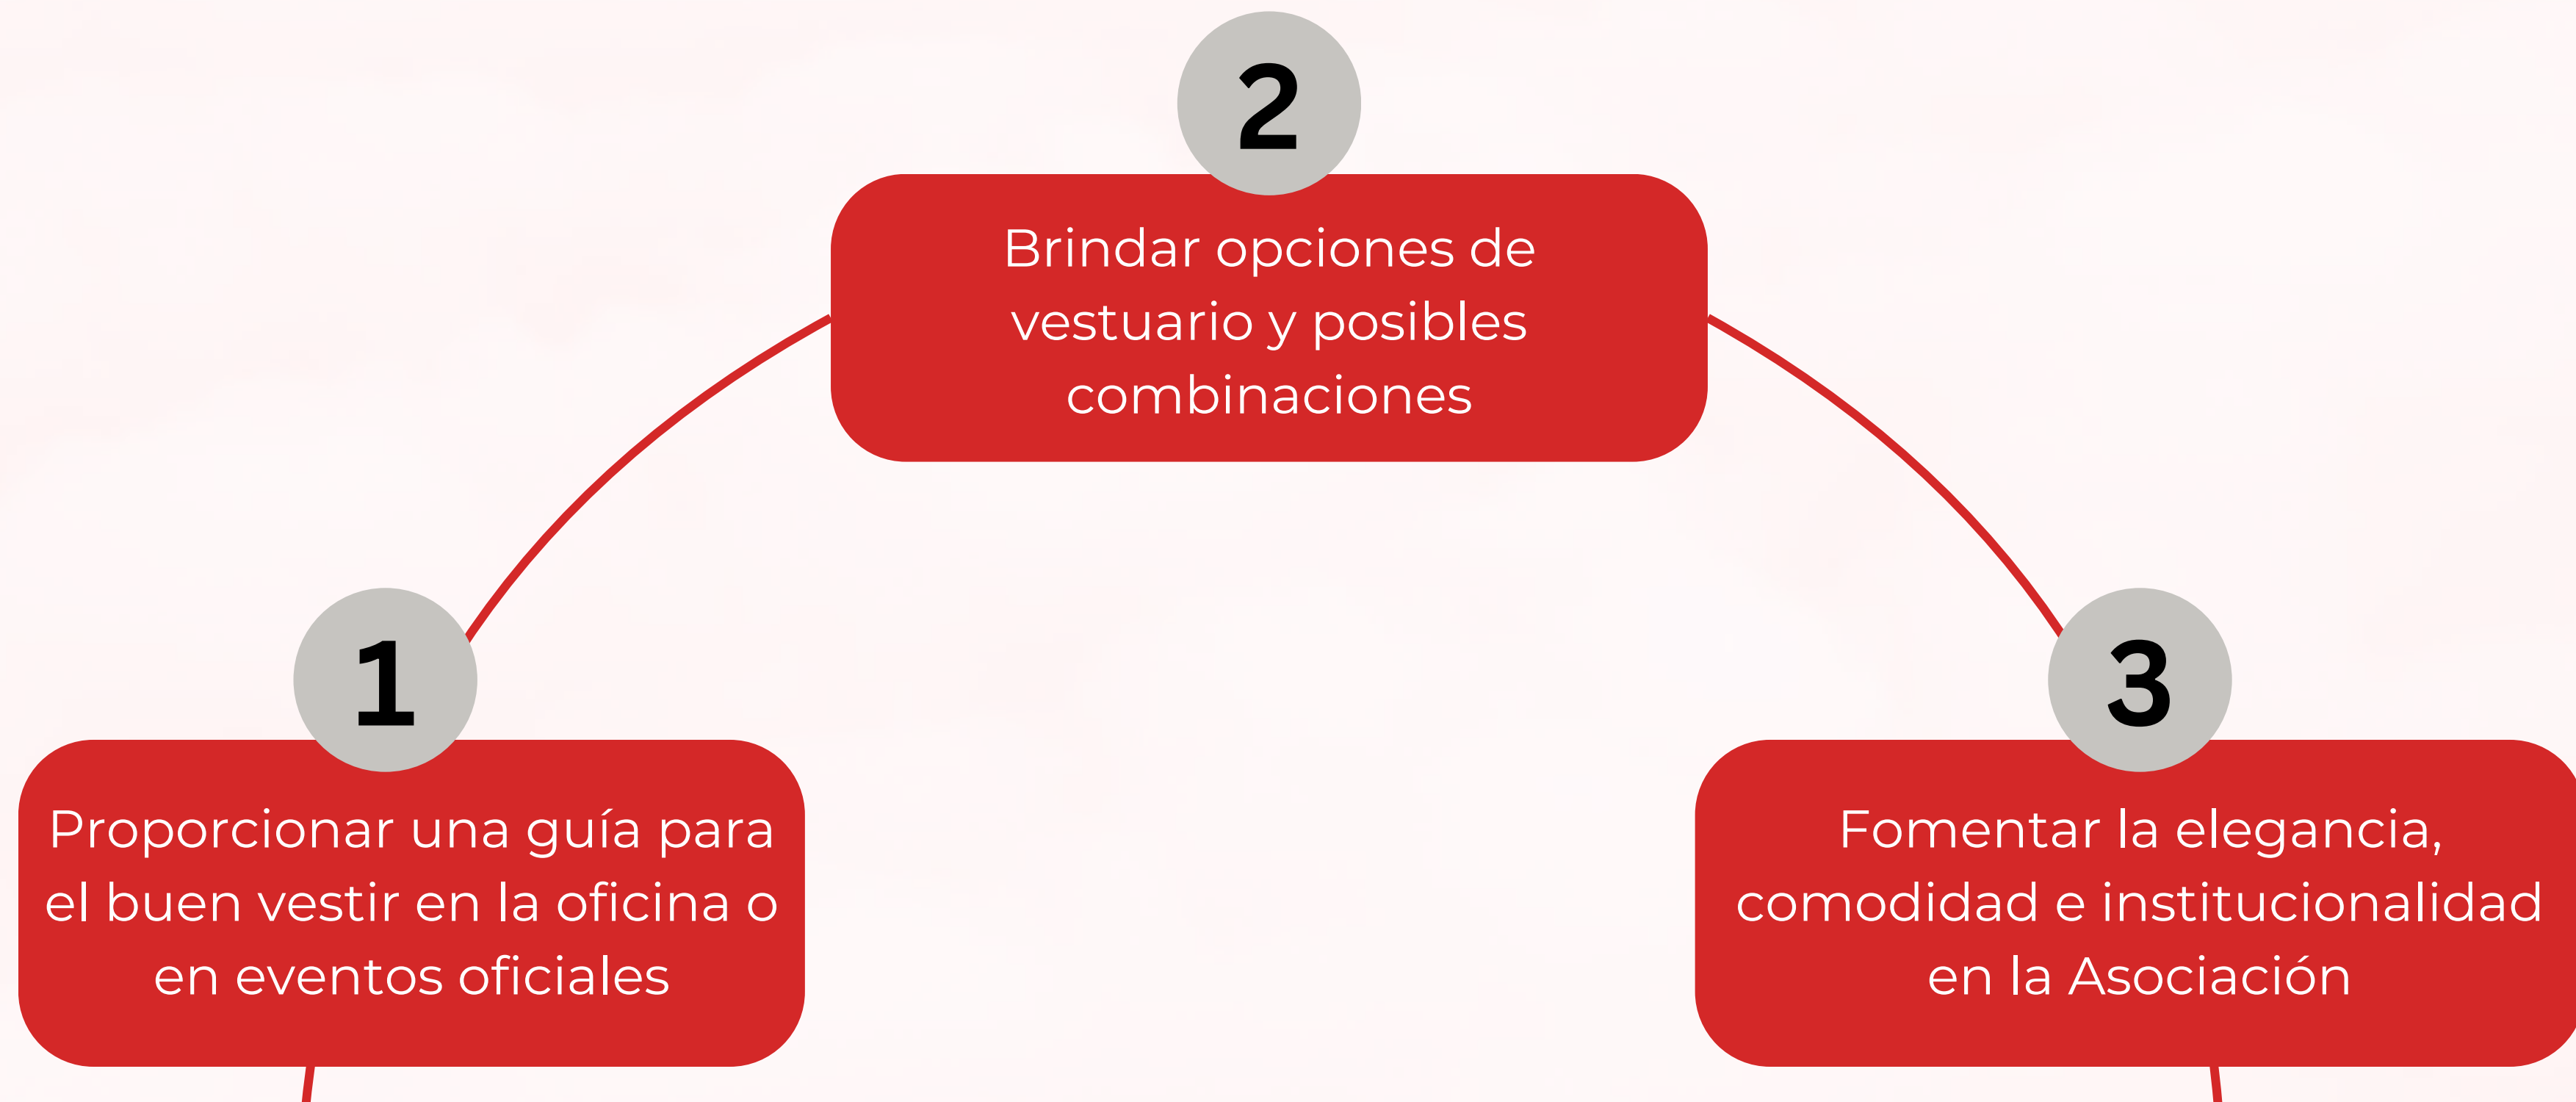 2
Brindar opciones de
vestuario y posibles
combinaciones
1
Proporcionar una guía para
el buen vestir en la oficina o
en eventos oficiales
3
Fomentar la elegancia,
comodidad e institucionalidad
en la Asociación